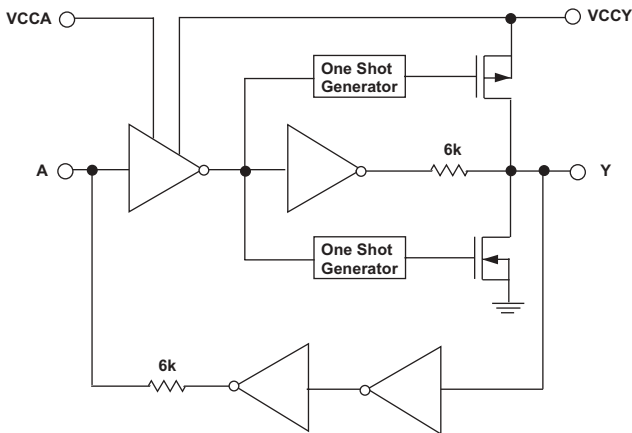 VCCA
VCCY
One Shot
Generator
6k
A
Y
One Shot
Generator
6k